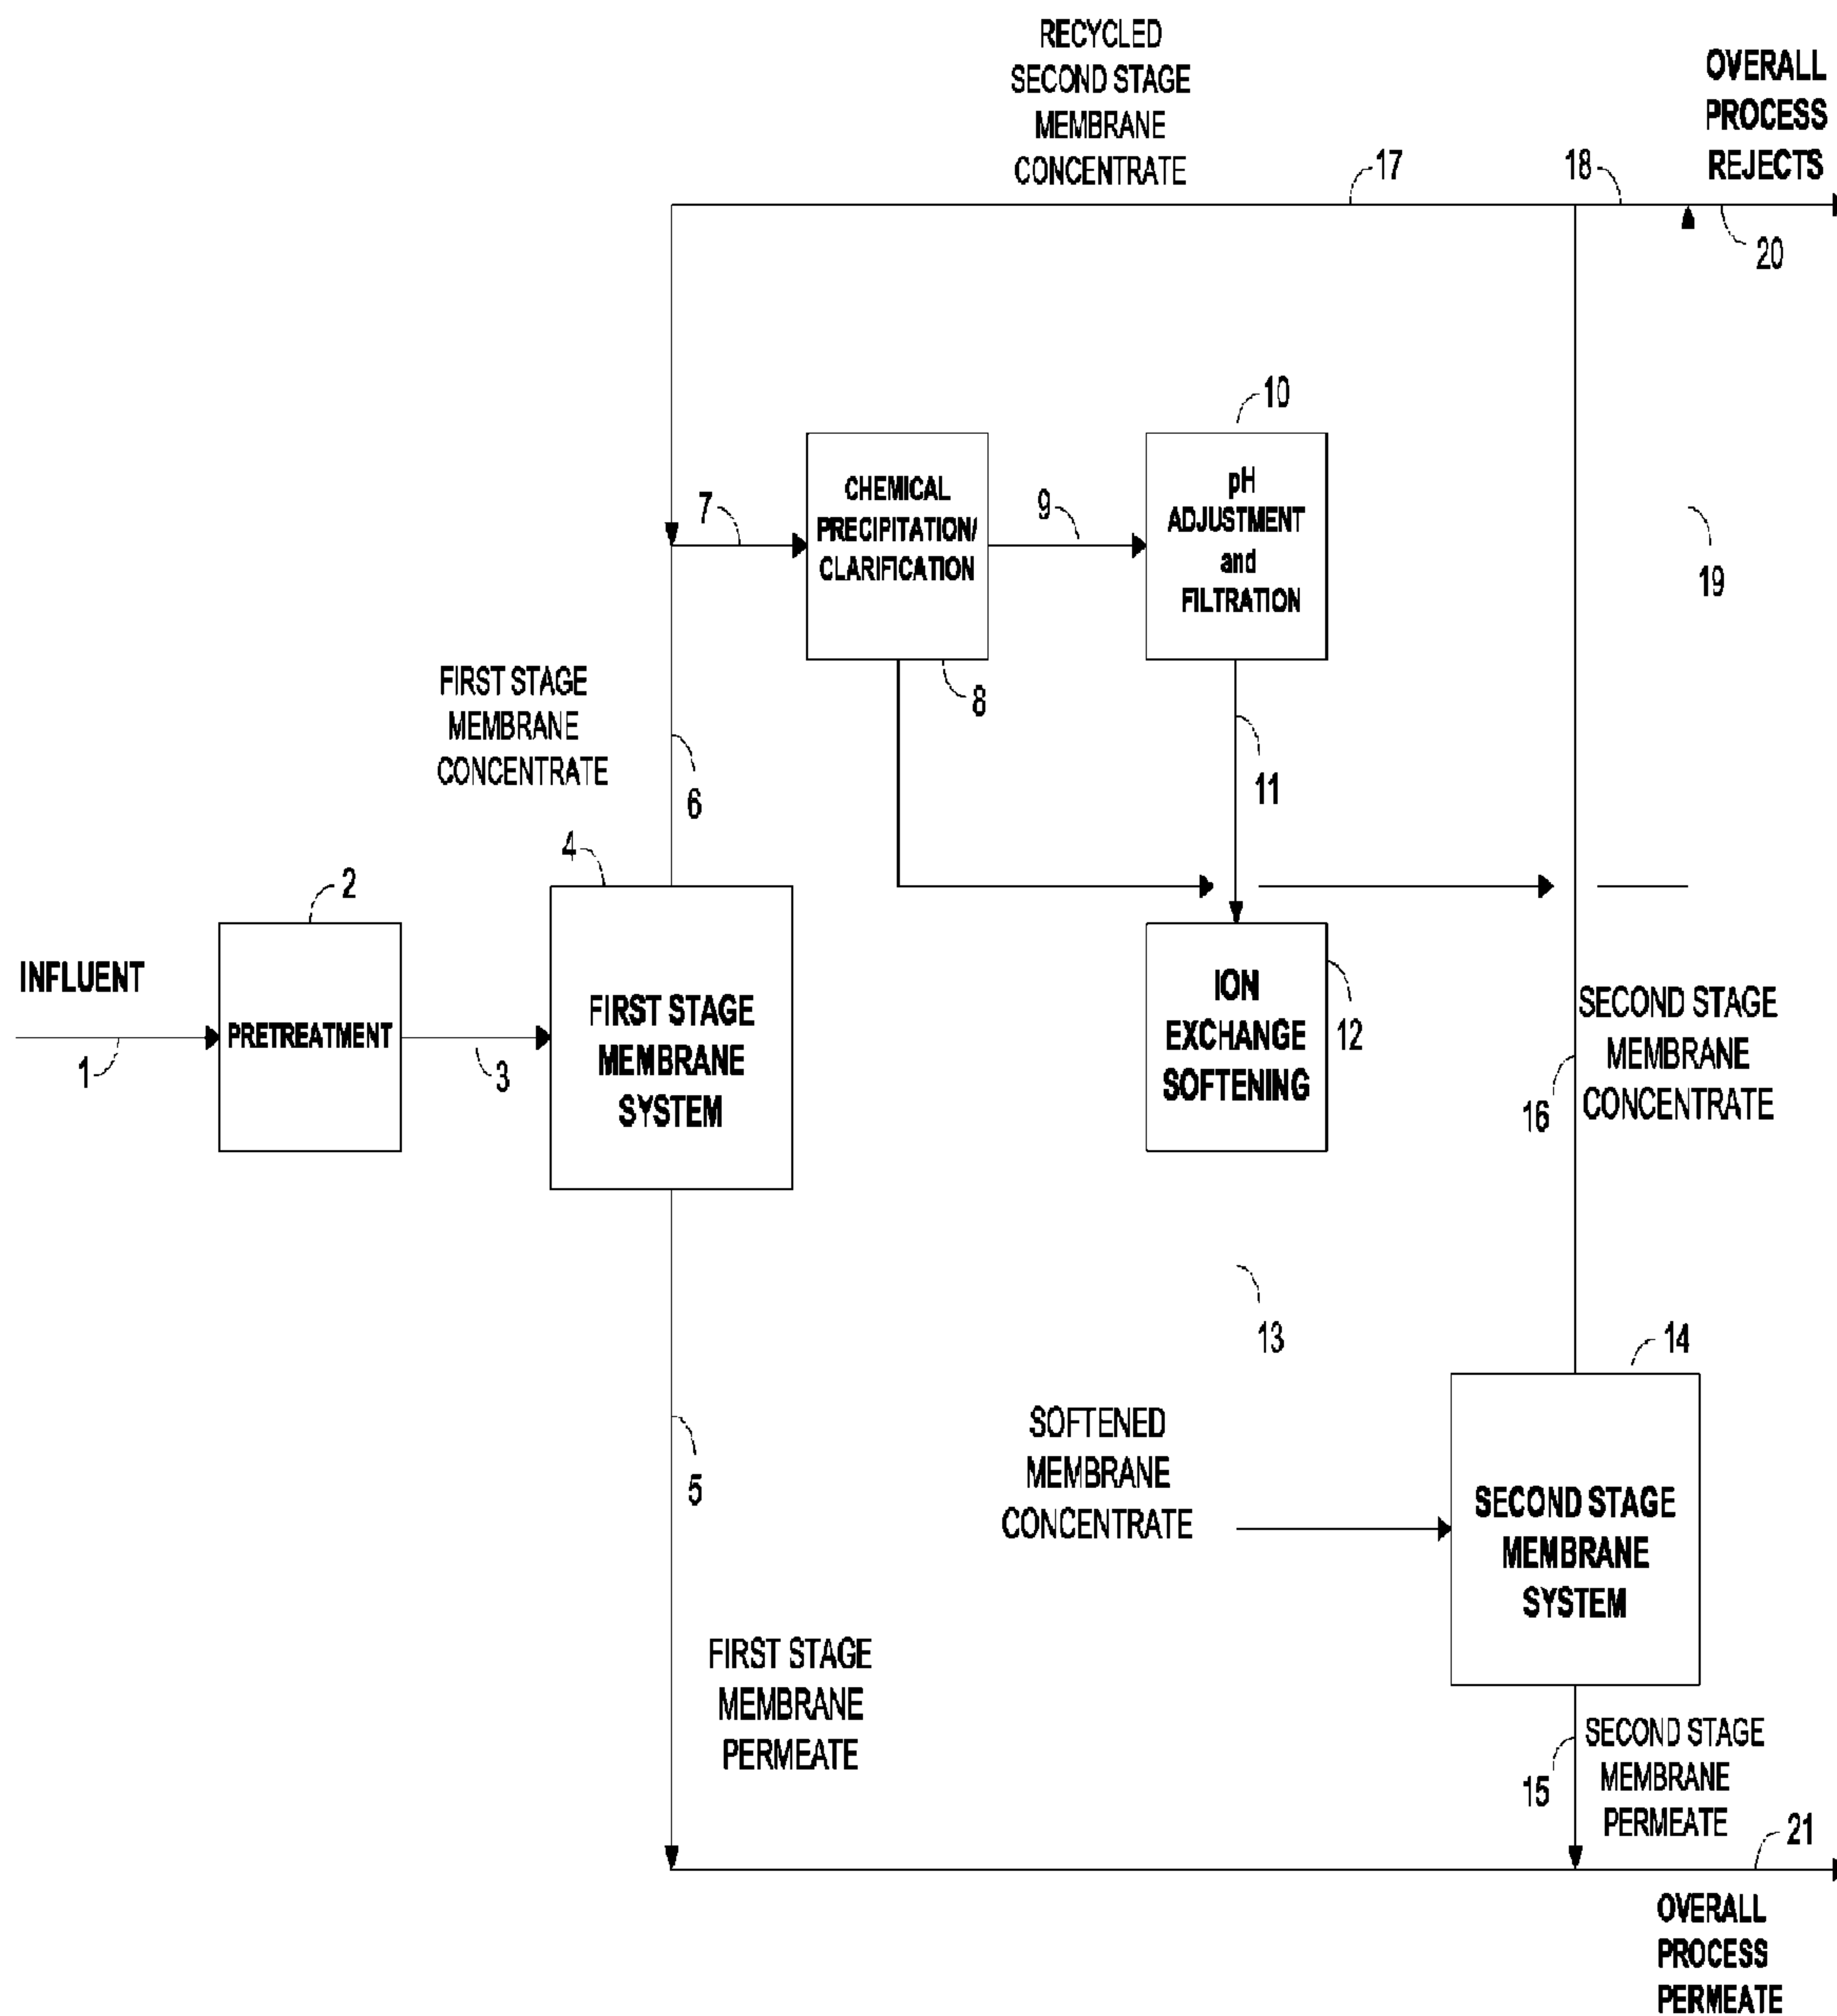 RECYCLED
SECOND STAGE
MEMBRANE
CONCENTRATE
OVERALL
PROCESS
REJECTS
17
18
20
10
CHEMICAL
PRECIPITATION/
CLARIFICATION
pH
ADJUSTMENT
and
FILTRATION
7
9
19
8
FIRST STAGE
MEMBRANE
CONCENTRATE
6
11
4
2
INFLUENT
1
PRETREATMENT
3
FIRST STAGE
MEMBRANE
SYSTEM
ION
EXCHANGE
SOFTENING
12
16
SECOND STAGE
MEMBRANE
CONCENTRATE
13
14
5
SOFTENED
MEMBRANE
CONCENTRATE
SECOND STAGE
MEMBRANE
SYSTEM
FIRST STAGE
MEMBRANE
PERMEATE
15
SECOND STAGE
MEMBRANE
PERMEATE
21
OVERALL
PROCESS
PERMEATE